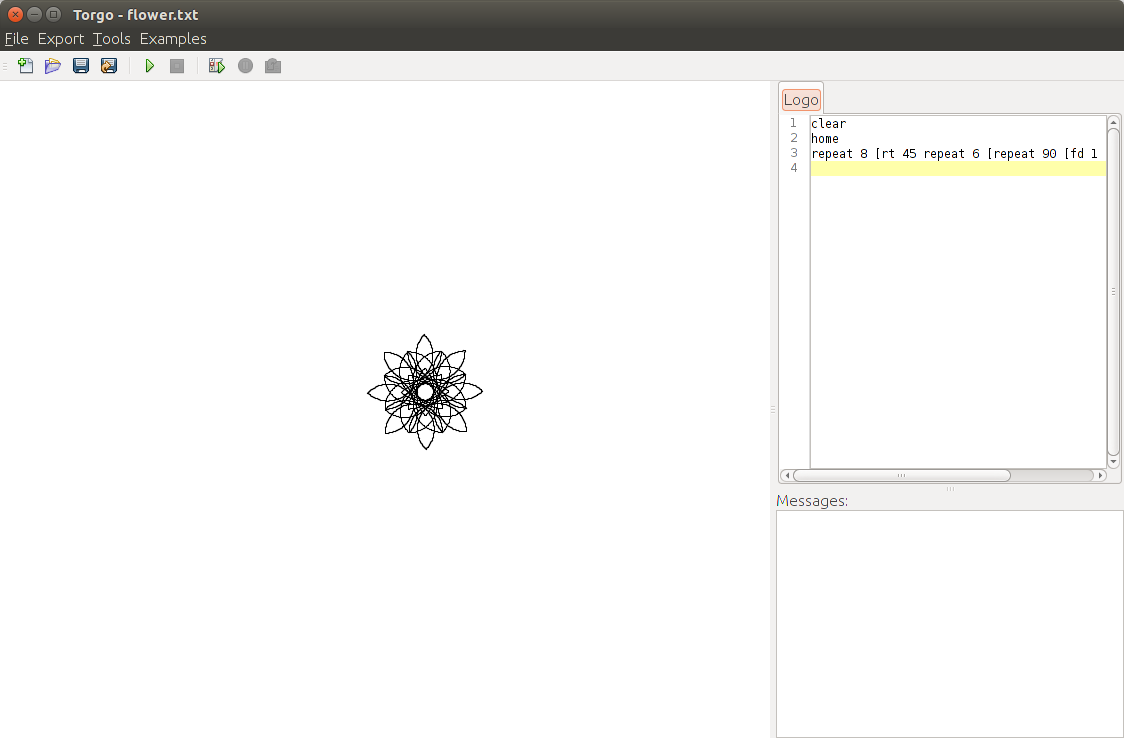 Torgo - flower.txt
File Export Tools Examples
Logo
1 clear
2 home
3 repeat 8 [rt 45 repeat 6 [repeat 90 [fd 1
4
Messages: